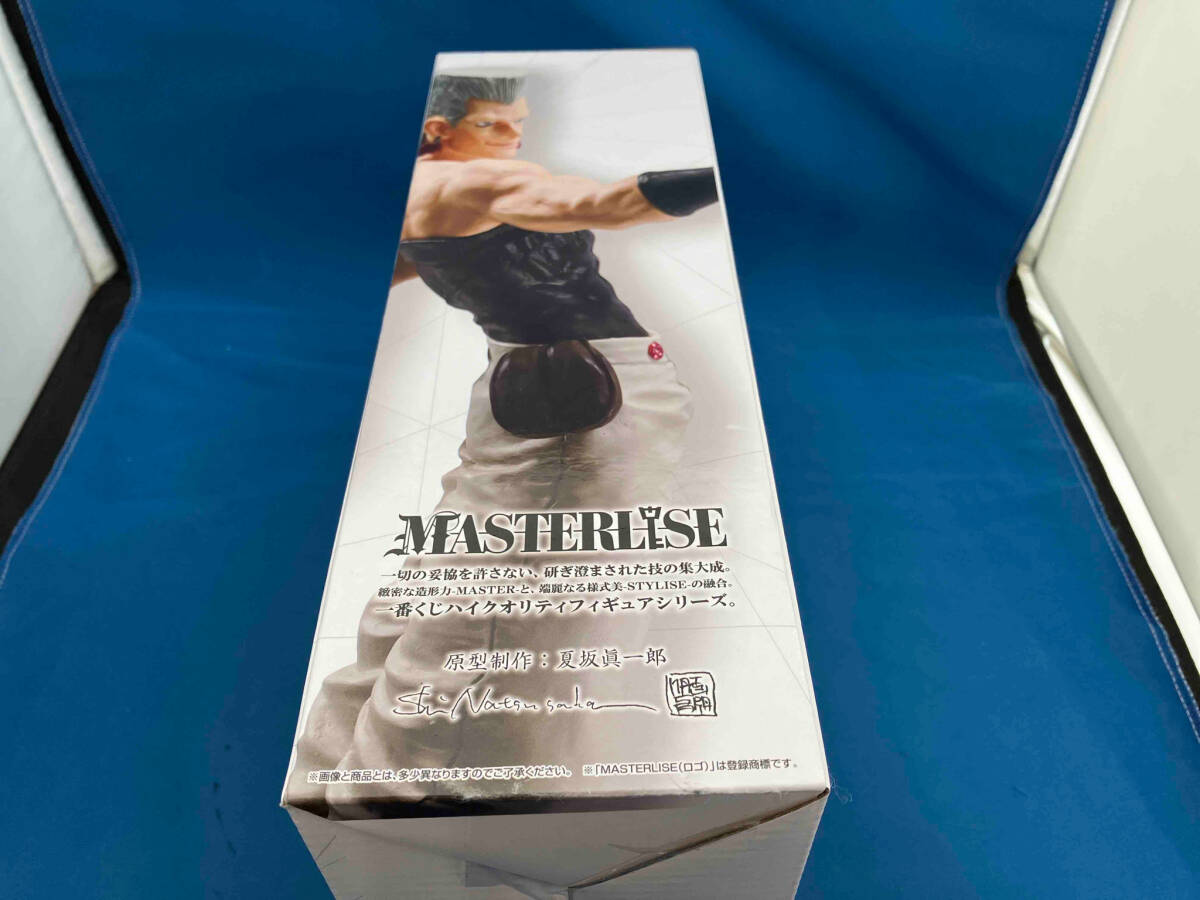 MASTERLISE
一切の妥協を許さない、研ぎ澄まされた技の集大成。
緻密な造形力-MASTER-と、端麗なる様式美-STYLISE-の融合。
一番くじハイクオリティフィギュアシリーズ。
原型制作：夏坂眞一郎
Shin Natsusaka
※画像と商品とは、多少異なりますのでご了承ください。 ※「MASTERLISE(ロゴ)」は登録商標です。